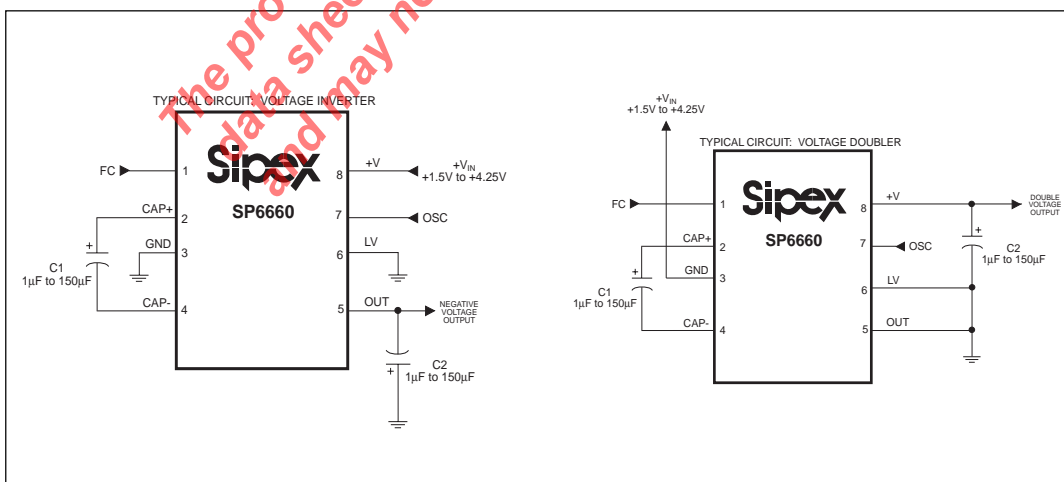 The pro
data shee
and may no
TYPICAL CIRCUIT: VOLTAGE INVERTER
FC
1
CAP+
2
GND
3
C1
1µF to 150µF
CAP-
4
Sipex
SP6660
8
+V
+VIN
+1.5V to +4.25V
7
OSC
6
LV
5
OUT
NEGATIVE
VOLTAGE
OUTPUT
C2
+
1µF to 150µF
+
+VIN
+1.5V to +4.25V
TYPICAL CIRCUIT: VOLTAGE DOUBLER
FC
1
CAP+
2
+
GND
3
C1
1µF to 150µF
CAP-
4
Sipex
SP6660
8
+V
DOUBLE
VOLTAGE
OUTPUT
7
OSC
+
C2
1µF to 150µF
6
LV
5
OUT